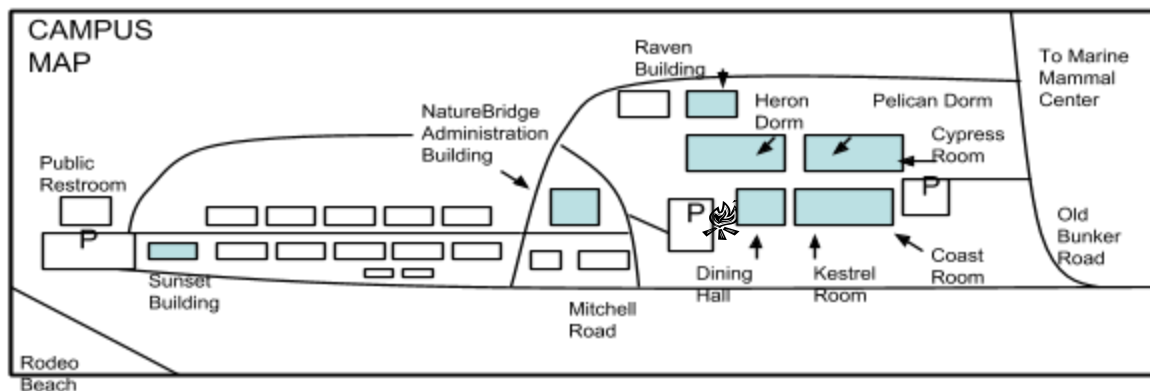 CAMPUS
MAP
Raven
Building
To Marine
Mammal
Center
NatureBridge
Administration
Building
Heron
Dorm
Pelican Dorm
Cypress
Room
Public
Restroom
P
P
P
Sunset
Building
Dining
Hall
Kestrel
Room
Coast
Room
Old
Bunker
Road
Mitchell
Road
Rodeo
Beach